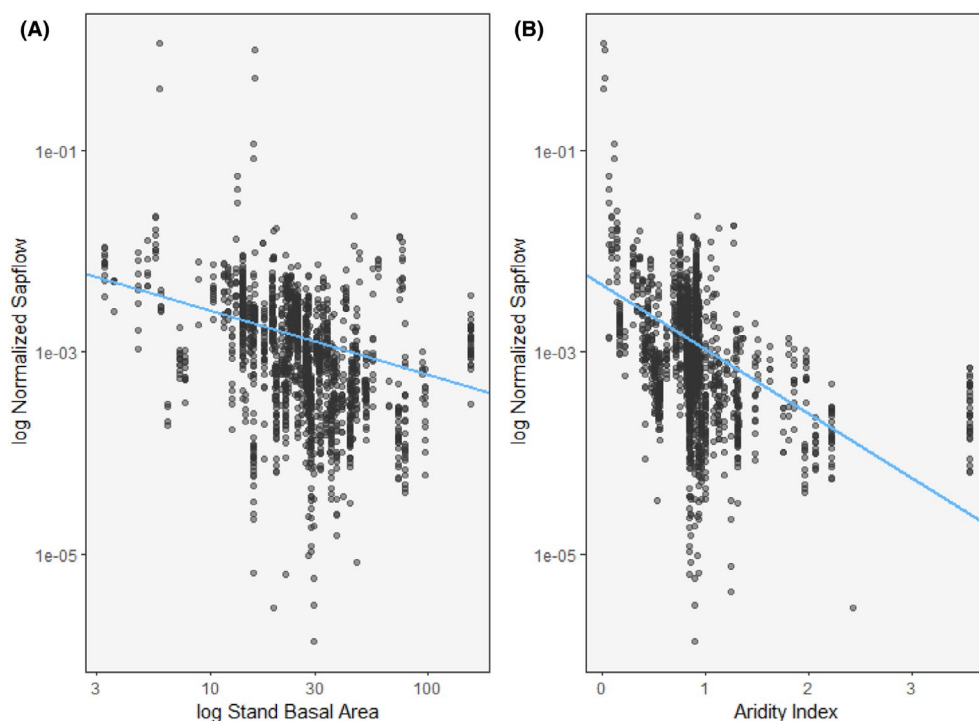 (A)
log Normalized Sapflow
1e-01
1e-03
1e-05
3 10 30 100
log Stand Basal Area
(B)
log Normalized Sapflow
1e-01
1e-03
1e-05
0 1 2 3
Aridity Index